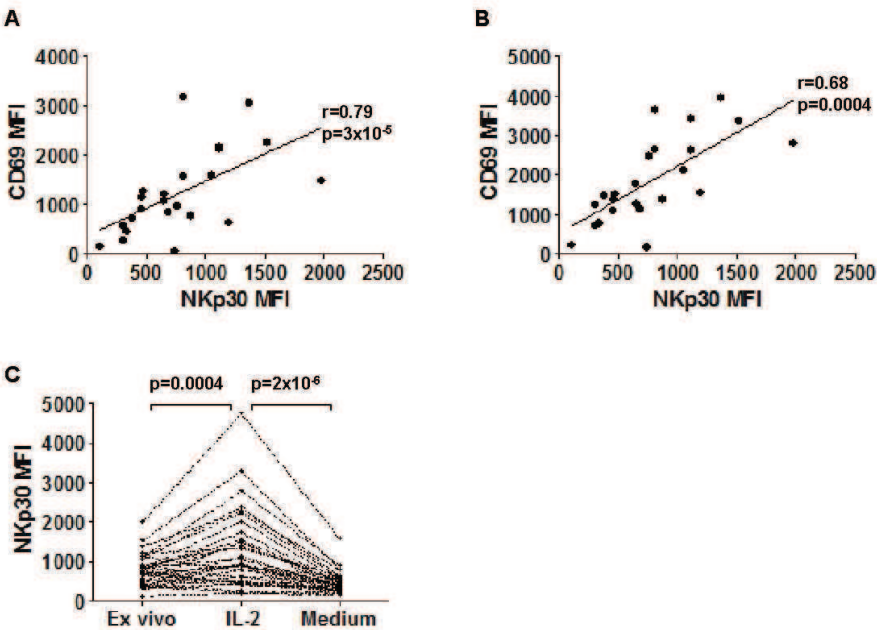 A
CD69 MFI
4000
3000
2000
1000
0
r=0.79
p=3x10-5
0 500 1000 1500 2000 2500
NKp30 MFI
B
CD69 MFI
5000
4000
3000
2000
1000
0
r=0.68
p=0.0004
0 500 1000 1500 2000 2500
NKp30 MFI
C
p=0.0004 p=2x10-6
NKp30 MFI
5000
4000
3000
2000
1000
0
Ex vivo IL-2 Medium